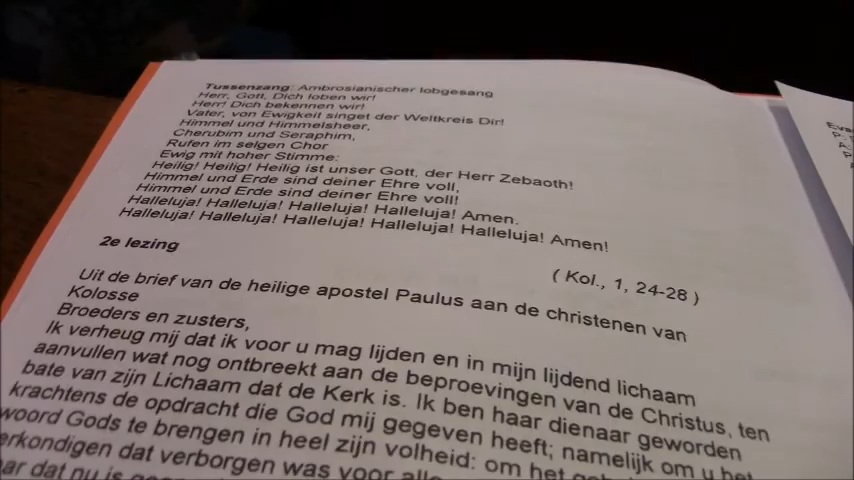 Tussenzang: Ambrosianischer lobgesang
Herr, Gott, Dich loben wir!
Herr! Dich bekennen wir!
Vater, von Ewigkeit singet der Weltkreis Dir!
Himmel und Himmelsheer,
Cherubim und Seraphim,
Rufen im selgen Chor
Ewig mit hoher Stimme:
Heilig! Heilig! Heilig ist unser Gott, der Herr Zebaoth!
Himmel und Erde sind deiner Ehre voll,
Himmel und Erde sind deiner Ehre voll!
Halleluja! Halleluja! Halleluja! Halleluja! Amen.
Halleluja! Halleluja! Halleluja! Halleluja! Halleluja! Amen!
2e lezing
( Kol., 1, 24-28 )
Uit de brief van de heilige apostel Paulus aan de christenen van
Kolosse
Broeders en zusters,
Ik verheug mij dat ik voor u mag lijden en in mijn lijdend lichaam
aanvullen wat nog ontbreekt aan de beproevingen van de Christus, ten
bate van zijn Lichaam dat de Kerk is. Ik ben haar dienaar geworden
krachtens de opdracht die God mij gegeven heeft; namelijk om u het
woord Gods te brengen in heel zijn volheid: om het
erkondigen dat verborgen was voor alle
ar dat nu is